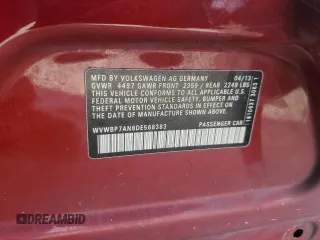 MFD BY VOLKSWAGEN AG GERMANY 04/13
GVWR 4497 GAWR FRONT 2309 / REAR 2249 LBS
THIS VEHICLE CONFORMS TO ALL APPLICABLE U.S.
FEDERAL MOTOR VEHICLE SAFETY, BUMPER AND
THEFT PREVENTION STANDARDS IN EFFECT ON THE
DATE OF MANUFACTURE SHOWN ABOVE.
WVWBP7AN8DE568383 PASSENGER CAR
DREAMBID